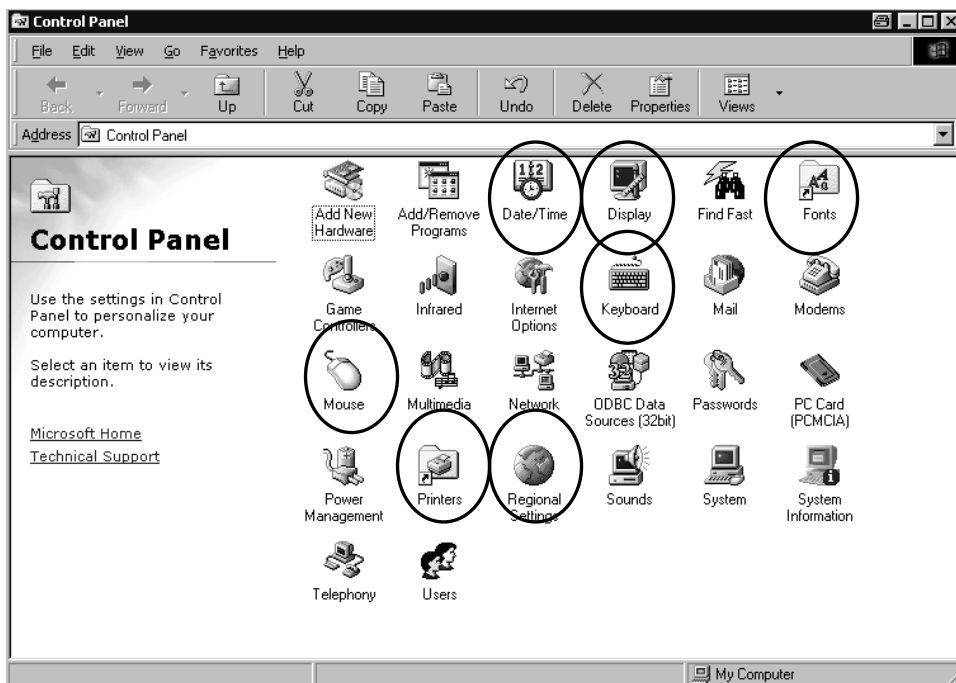 Control Panel
File Edit View Go Favorites Help
Back Forward Up Cut Copy Paste Undo Delete Properties Views
Address Control Panel
Control Panel
Use the settings in Control
Panel to personalize your
computer.
Select an item to view its
description.
Microsoft Home
Technical Support
Add New
Hardware
Add/Remove
Programs
Date/Time
Display
Find Fast
Fonts
Game
Controllers
Infrared
Internet
Options
Keyboard
Mail
Modems
Mouse
Multimedia
Network
ODBC Data
Sources (32bit)
Passwords
PC Card
(PCMCIA)
Power
Management
Printers
Regional
Settings
Sounds
System
System
Information
Telephony
Users
My Computer